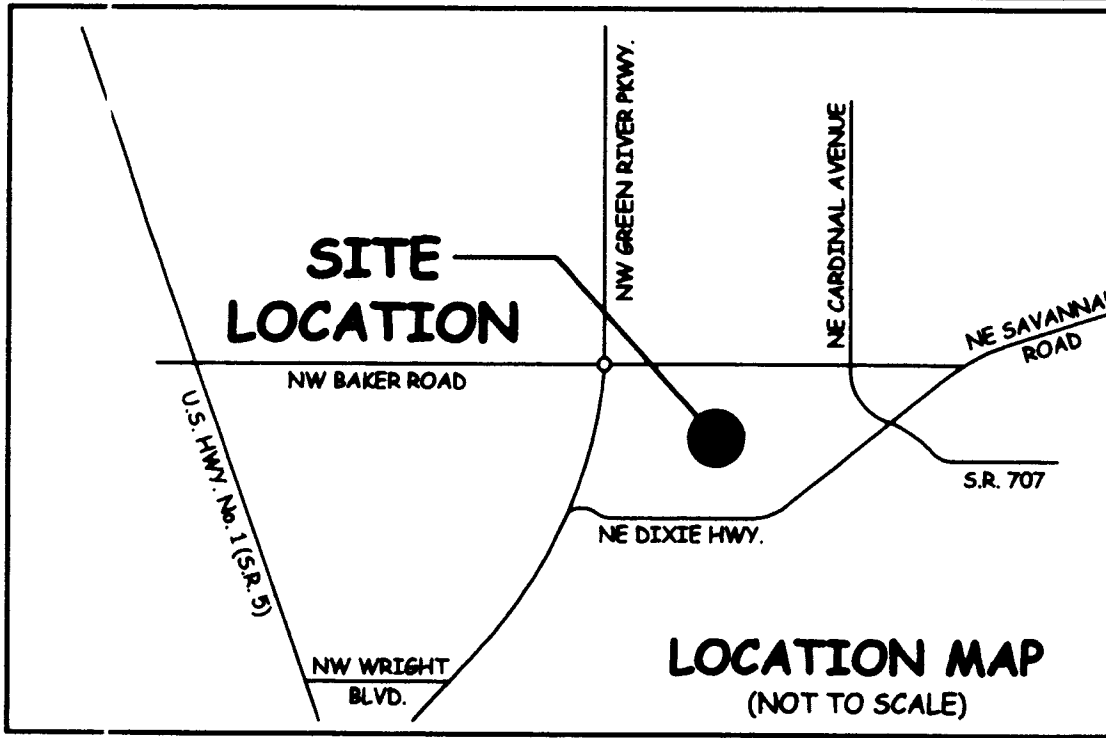 NW GREEN RIVER PKWY.
NE CARDINAL AVENUE
SITE
LOCATION
NE SAVANNAH
ROAD
NW BAKER ROAD
U.S. HWY. No. 1 (S.R. 5)
S.R. 707
NE DIXIE HWY.
NW WRIGHT
BLVD.
LOCATION MAP
(NOT TO SCALE)